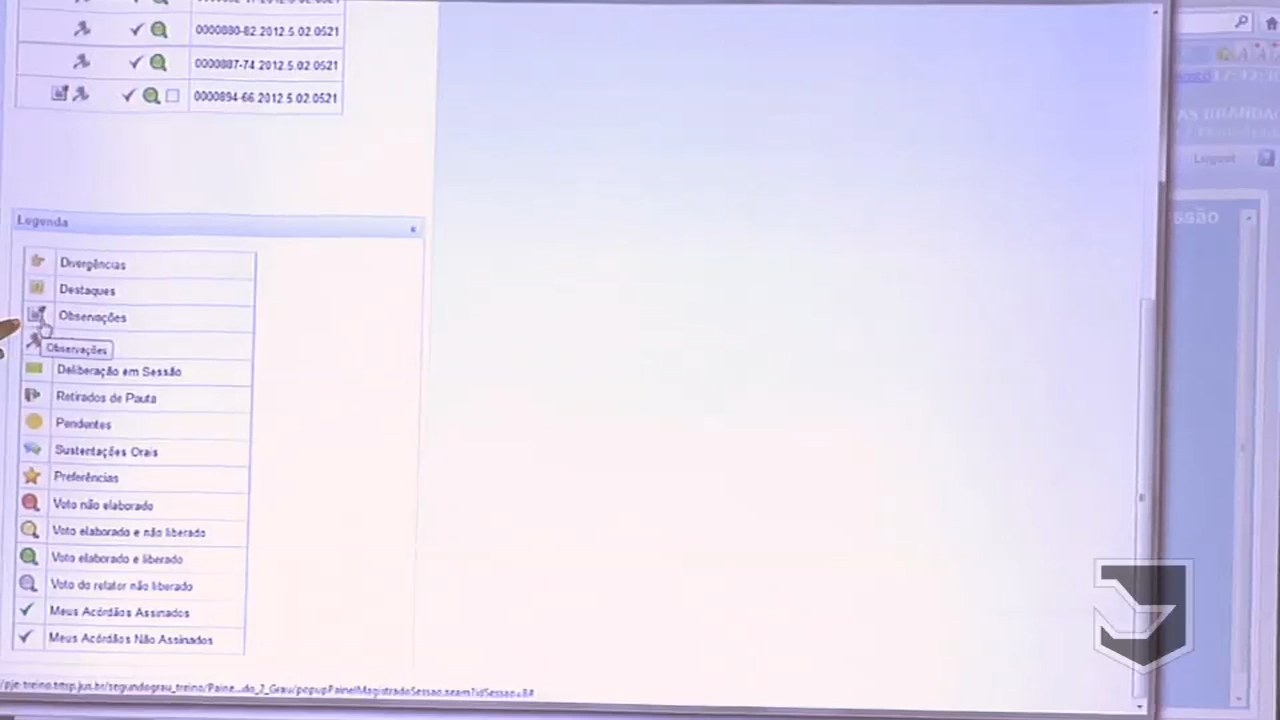 0000880-82.2012.5.02.0521
0000887-74.2012.5.02.0521
0000894-66.2012.5.02.0521
Legenda
Divergências
Destaques
Observações
Observações
Deliberação em Sessão
Retirados de Pauta
Pendentes
Sustentações Orais
Preferências
Voto não elaborado
Voto elaborado e não liberado
Voto elaborado e liberado
Voto do relator não liberado
Meus Acórdãos Assinados
Meus Acórdãos Não Assinados
Logout